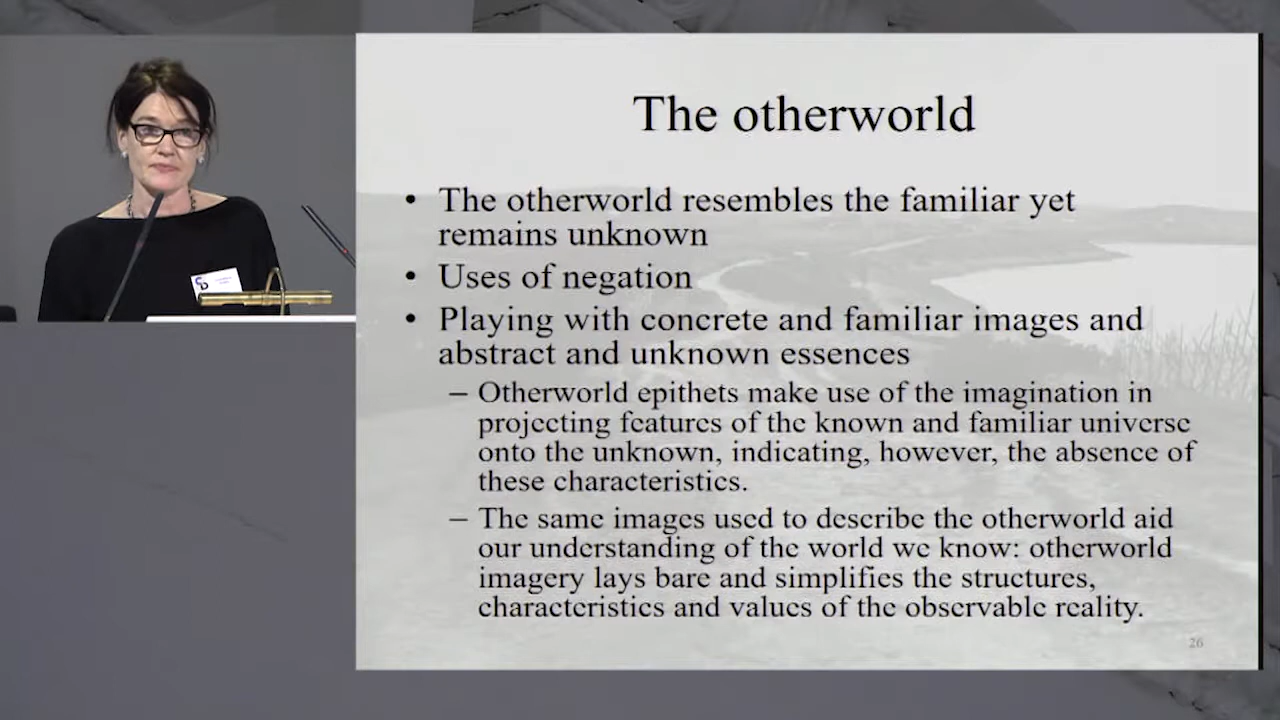 The otherworld
• The otherworld resembles the familiar yet
remains unknown
• Uses of negation
• Playing with concrete and familiar images and
abstract and unknown essences
– Otherworld epithets make use of the imagination in
projecting features of the known and familiar universe
onto the unknown, indicating, however, the absence of
these characteristics.
– The same images used to describe the otherworld aid
our understanding of the world we know: otherworld
imagery lays bare and simplifies the structures,
characteristics and values of the observable reality.
26